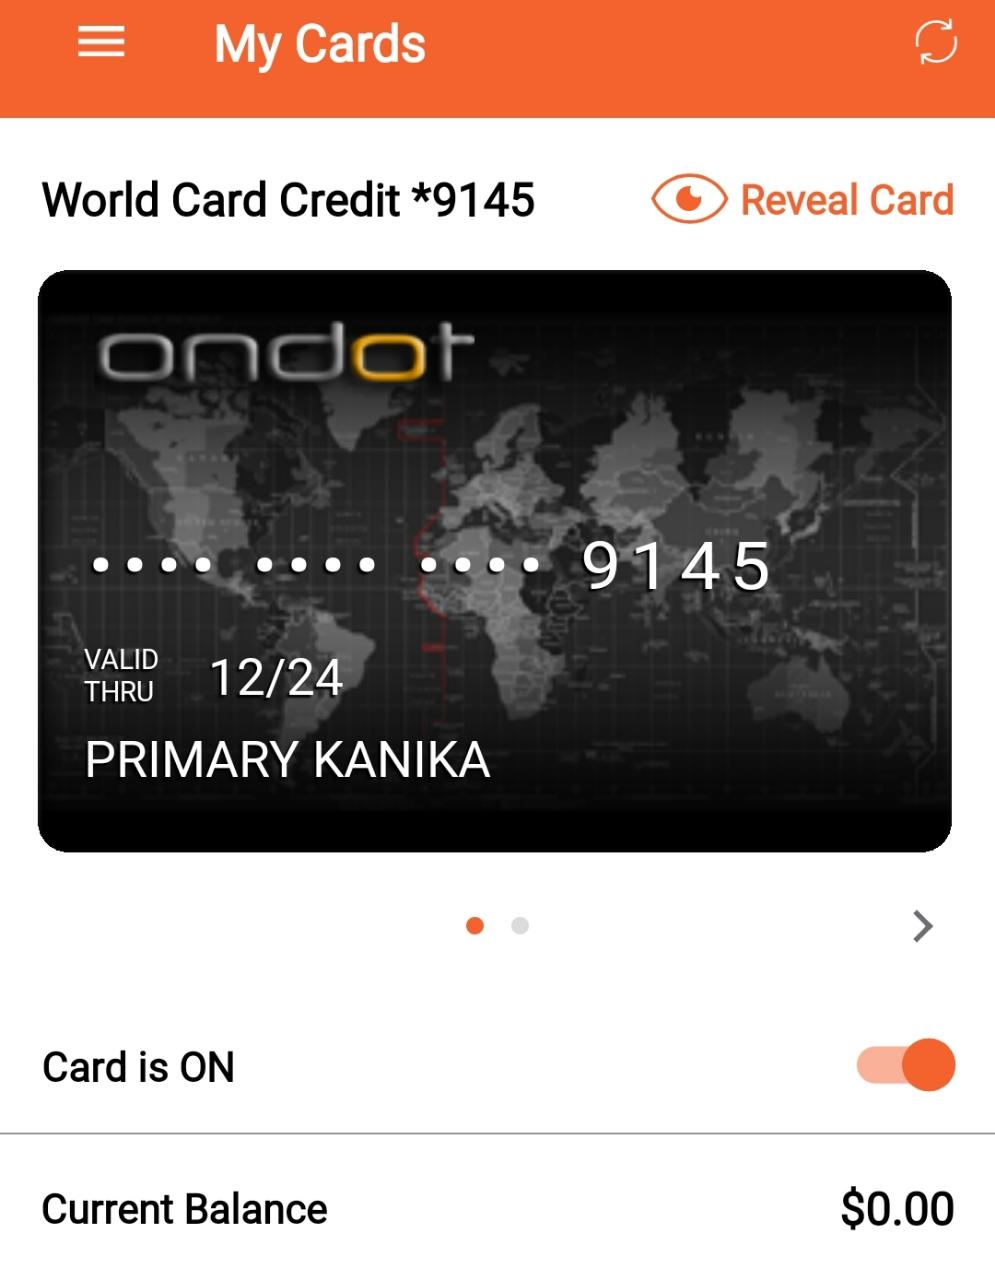 My Cards
World Card Credit *9145
Reveal Card
ondot
•••• •••• •••• 9145
VALID THRU 12/24
PRIMARY KANIKA
Card is ON
Current Balance $0.00